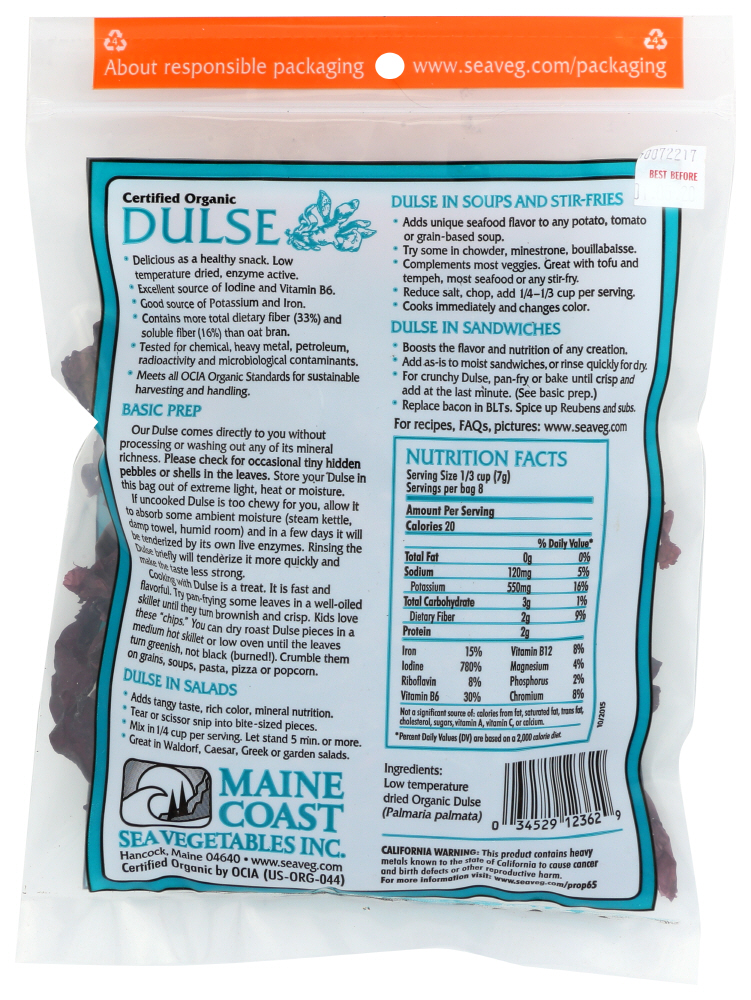 4
4
About responsible packaging
www.seaveg.com/packaging
0072217
BEST BEFORE
Certified Organic
DULSE
* Delicious as a healthy snack. Low
temperature dried, enzyme active.
* Excellent source of Iodine and Vitamin B6.
* Good source of Potassium and Iron.
* Contains more total dietary fiber (33%) and
soluble fiber (16%) than oat bran.
* Tested for chemical, heavy metal, petroleum,
radioactivity and microbiological contaminants.
* Meets all OCIA Organic Standards for sustainable
harvesting and handling.
BASIC PREP
Our Dulse comes directly to you without
processing or washing out any of its mineral
richness. Please check for occasional tiny hidden
pebbles or shells in the leaves. Store your Dulse in
this bag out of extreme light, heat or moisture.
If uncooked Dulse is too chewy for you, allow it
to absorb some ambient moisture (steam kettle,
damp towel, humid room) and in a few days it will
be tenderized by its own live enzymes. Rinsing the
Dulse briefly will tenderize it more quickly and
make the taste less strong.
Cooking with Dulse is a treat. It is fast and
flavorful. Try pan-frying some leaves in a well-oiled
skillet until they turn brownish and crisp. Kids love
these "chips." You can dry roast Dulse pieces in a
medium hot skillet or low oven until the leaves
turn greenish, not black (burned!). Crumble them
on grains, soups, pasta, pizza or popcorn.
DULSE IN SALADS
* Adds tangy taste, rich color, mineral nutrition.
* Tear or scissor snip into bite-sized pieces.
* Mix in 1/4 cup per serving. Let stand 5 min. or more.
* Great in Waldorf, Caesar, Greek or garden salads.
MAINE
COAST
SEA VEGETABLES INC.
Hancock, Maine 04640 • www.seaveg.com
Certified Organic by OCIA (US-ORG-044)
DULSE IN SOUPS AND STIR-FRIES
* Adds unique seafood flavor to any potato, tomato
or grain-based soup.
* Try some in chowder, minestrone, bouillabaisse.
* Complements most veggies. Great with tofu and
tempeh, most seafood or any stir-fry.
* Reduce salt, chop, add 1/4–1/3 cup per serving.
* Cooks immediately and changes color.
DULSE IN SANDWICHES
* Boosts the flavor and nutrition of any creation.
* Add as-is to moist sandwiches, or rinse quickly for dry.
* For crunchy Dulse, pan-fry or bake until crisp and
add at the last minute. (See basic prep.)
* Replace bacon in BLTs. Spice up Reubens and subs.
For recipes, FAQs, pictures: www.seaveg.com
NUTRITION FACTS
Serving Size 1/3 cup (7g)
Servings per bag 8
Amount Per Serving
Calories 20
% Daily Value*
Total Fat 0g 0%
Sodium 120mg 5%
Potassium 550mg 16%
Total Carbohydrate 3g 1%
Dietary Fiber 2g 9%
Protein 2g
Iron 15% Vitamin B12 8%
Iodine 780% Magnesium 4%
Riboflavin 8% Phosphorus 2%
Vitamin B6 30% Chromium 8%
Not a significant source of: calories from fat, saturated fat, trans fat,
cholesterol, sugars, vitamin A, vitamin C, or calcium.
*Percent Daily Values (DV) are based on a 2,000 calorie diet.
10/2015
Ingredients:
Low temperature
dried Organic Dulse
(Palmaria palmata)
0 34529 12362 9
CALIFORNIA WARNING: This product contains heavy
metals known to the state of California to cause cancer
and birth defects or other reproductive harm.
For more information visit: www.seaveg.com/prop65